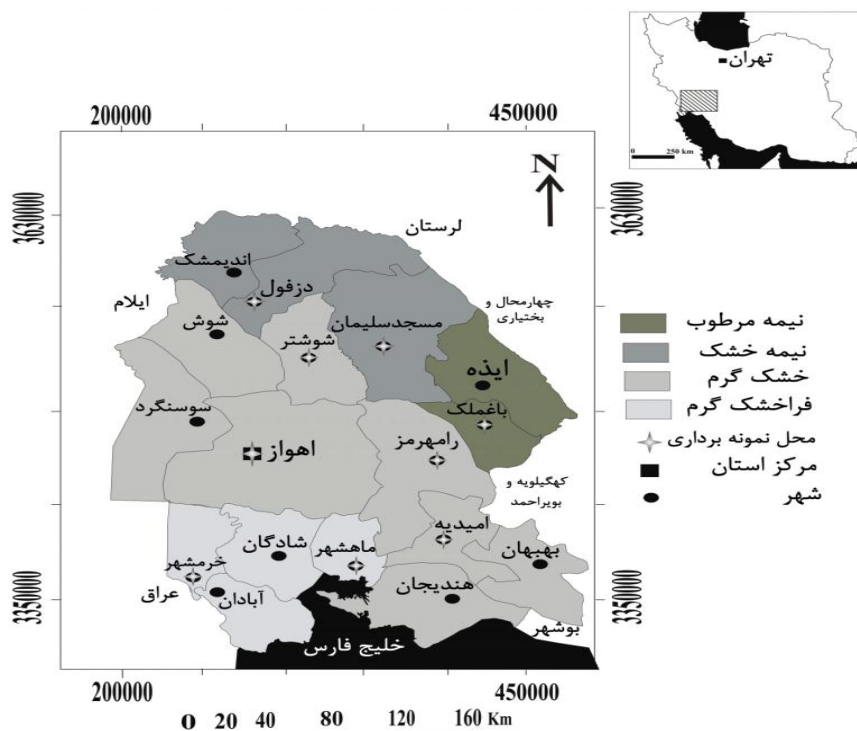 تهران
0 250 km
200000 450000
3630000 3630000
N
لرستان
اندیمشک
دزفول
ایلام
چهارمحال و
بختیاری
شوش
شوشتر
مسجدسلیمان
ایذه
سوسنگرد
باغملک
اهواز
رامهرمز
کهگیلویه و
بویراحمد
امیدیه
شادگان
ماهشهر
بهبهان
خرمشهر
هندیجان
عراق
آبادان
بوشهر
خلیج فارس
3350000 3350000
200000 450000
0 20 40 80 120 160 Km
نیمه مرطوب
نیمه خشک
خشک گرم
فراخشک گرم
محل نمونه برداری
مرکز استان
شهر